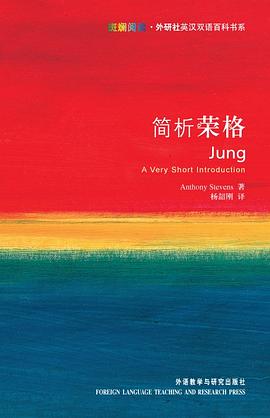 斑斓阅读·外研社英汉双语百科书系
简析荣格
Jung
A Very Short Introduction
Anthony Stevens 著
杨韶刚 译
外语教学与研究出版社
FOREIGN LANGUAGE TEACHING AND RESEARCH PRESS